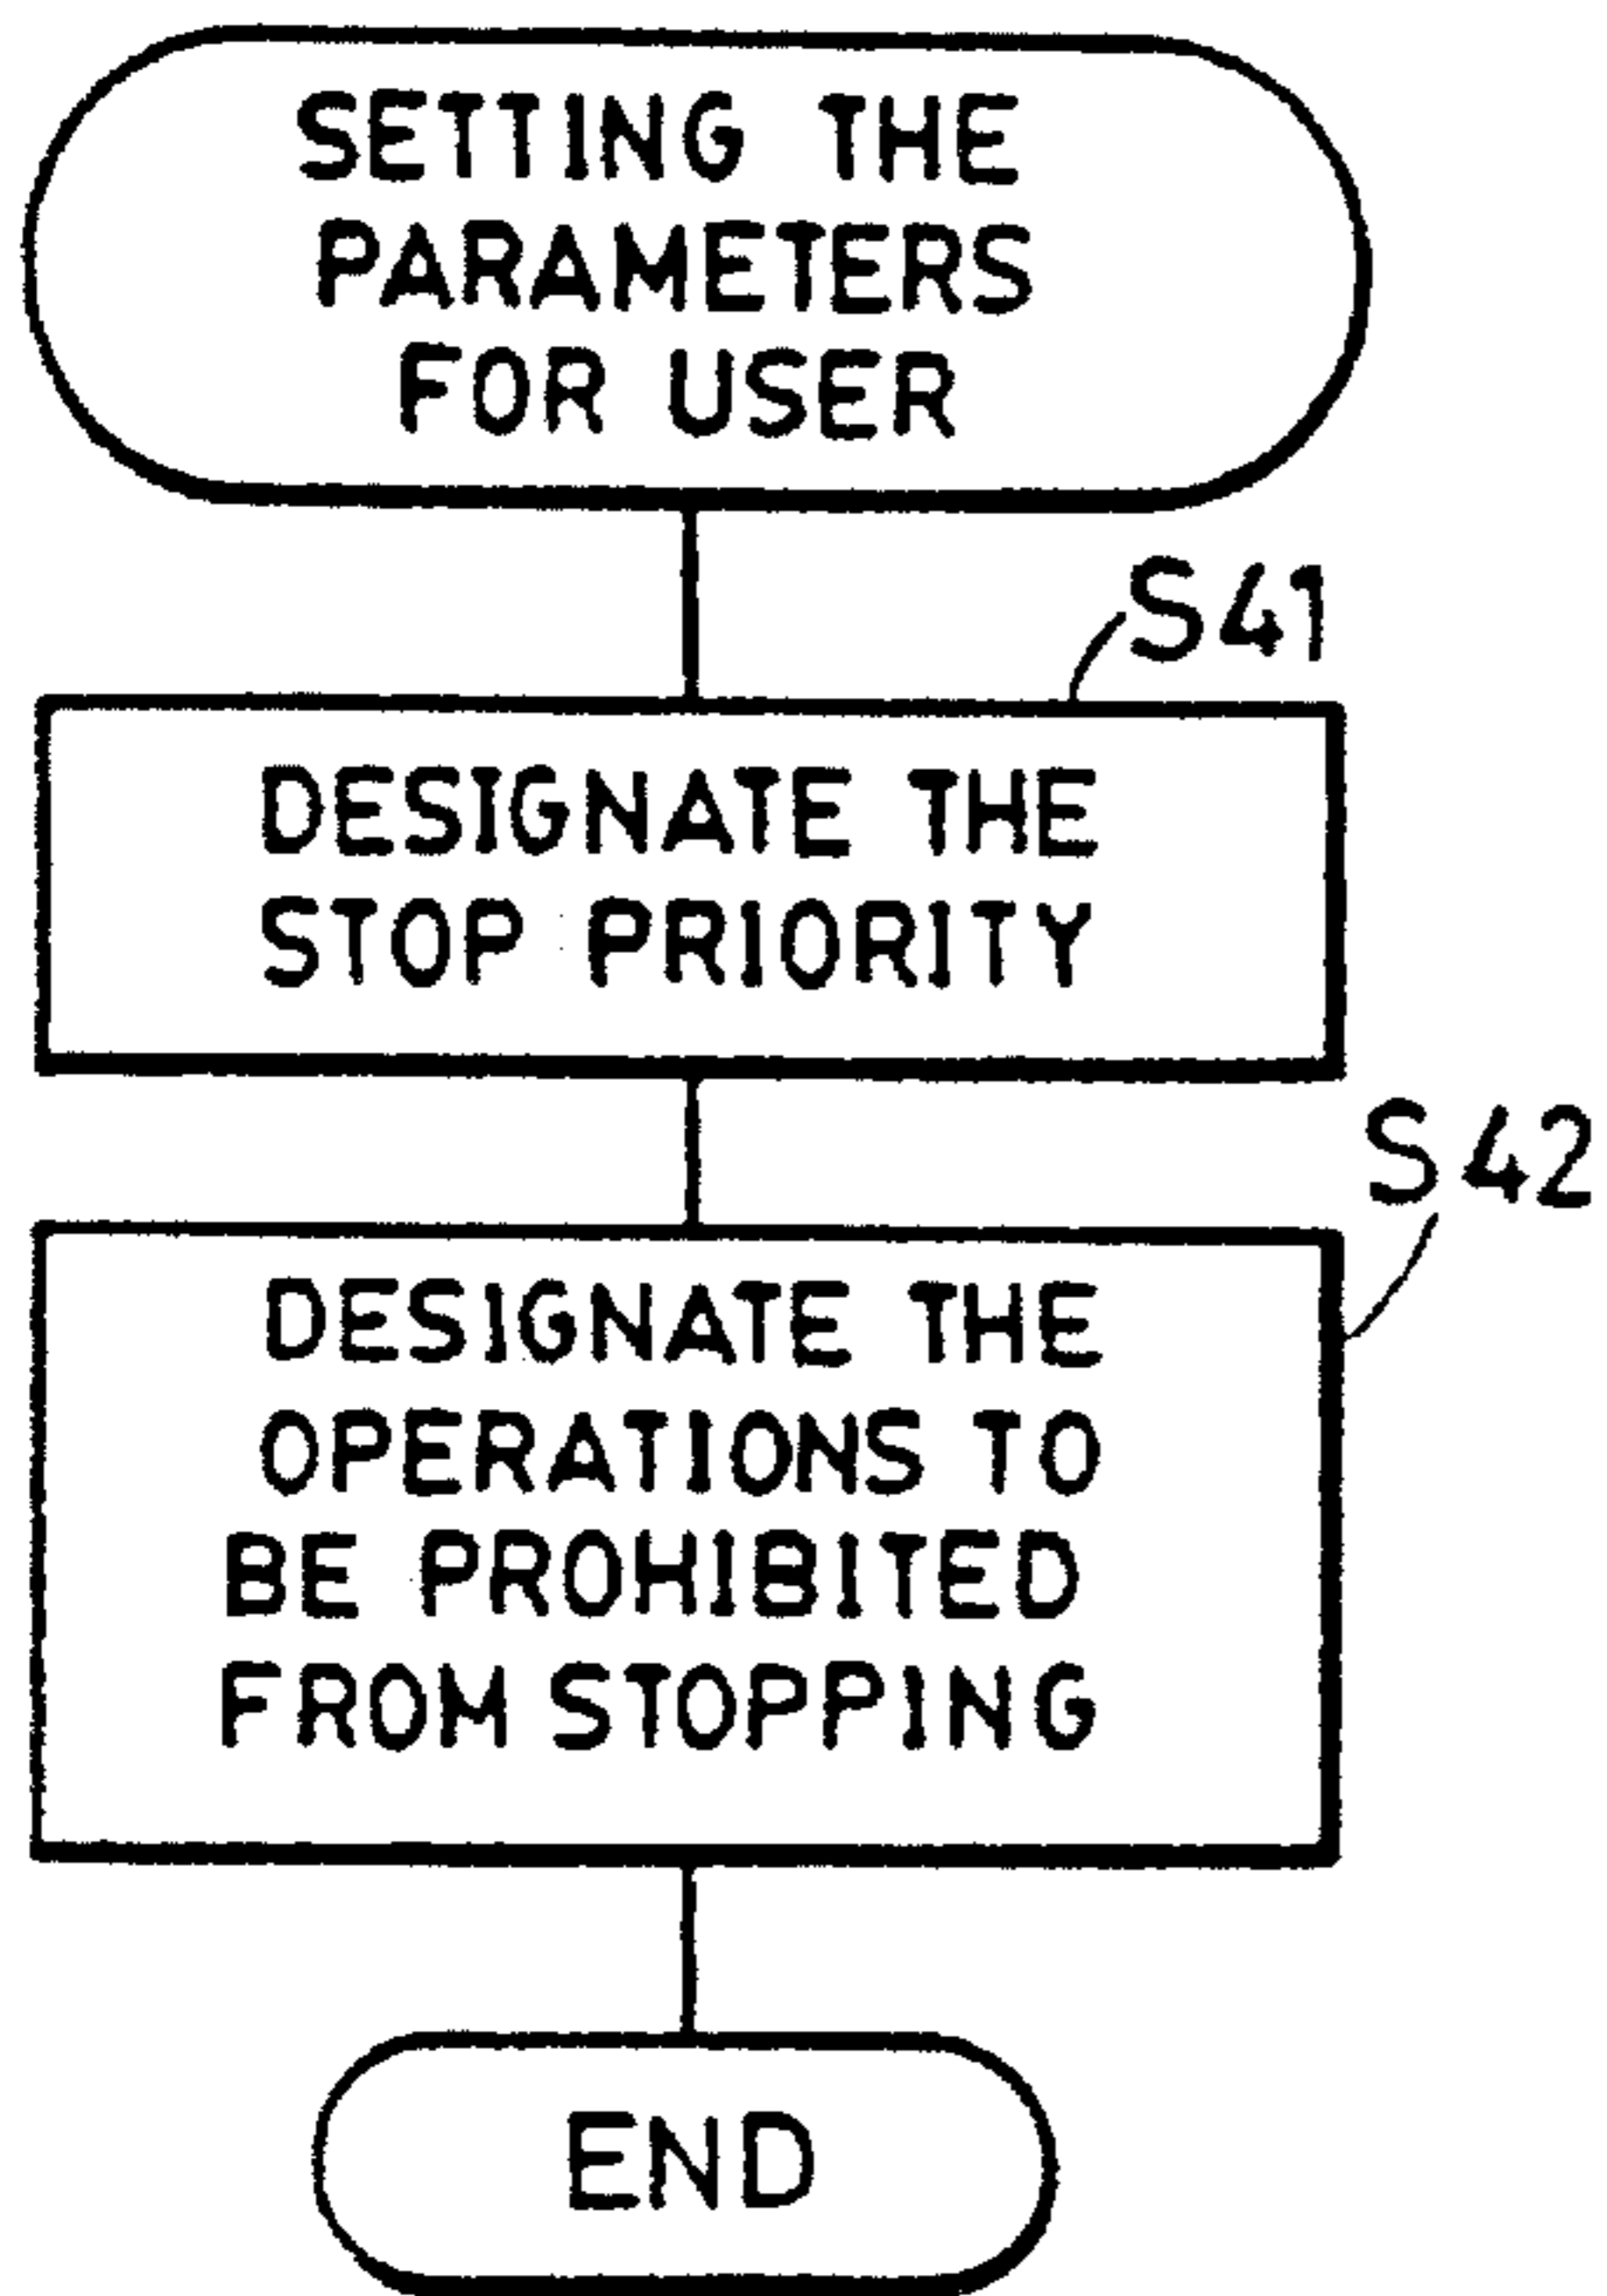 SETTING THE
PARAMETERS
FOR USER
S41
DESIGNATE THE
STOP PRIORITY
S42
DESIGNATE THE
OPERATIONS TO
BE PROHIBITED
FROM STOPPING
END